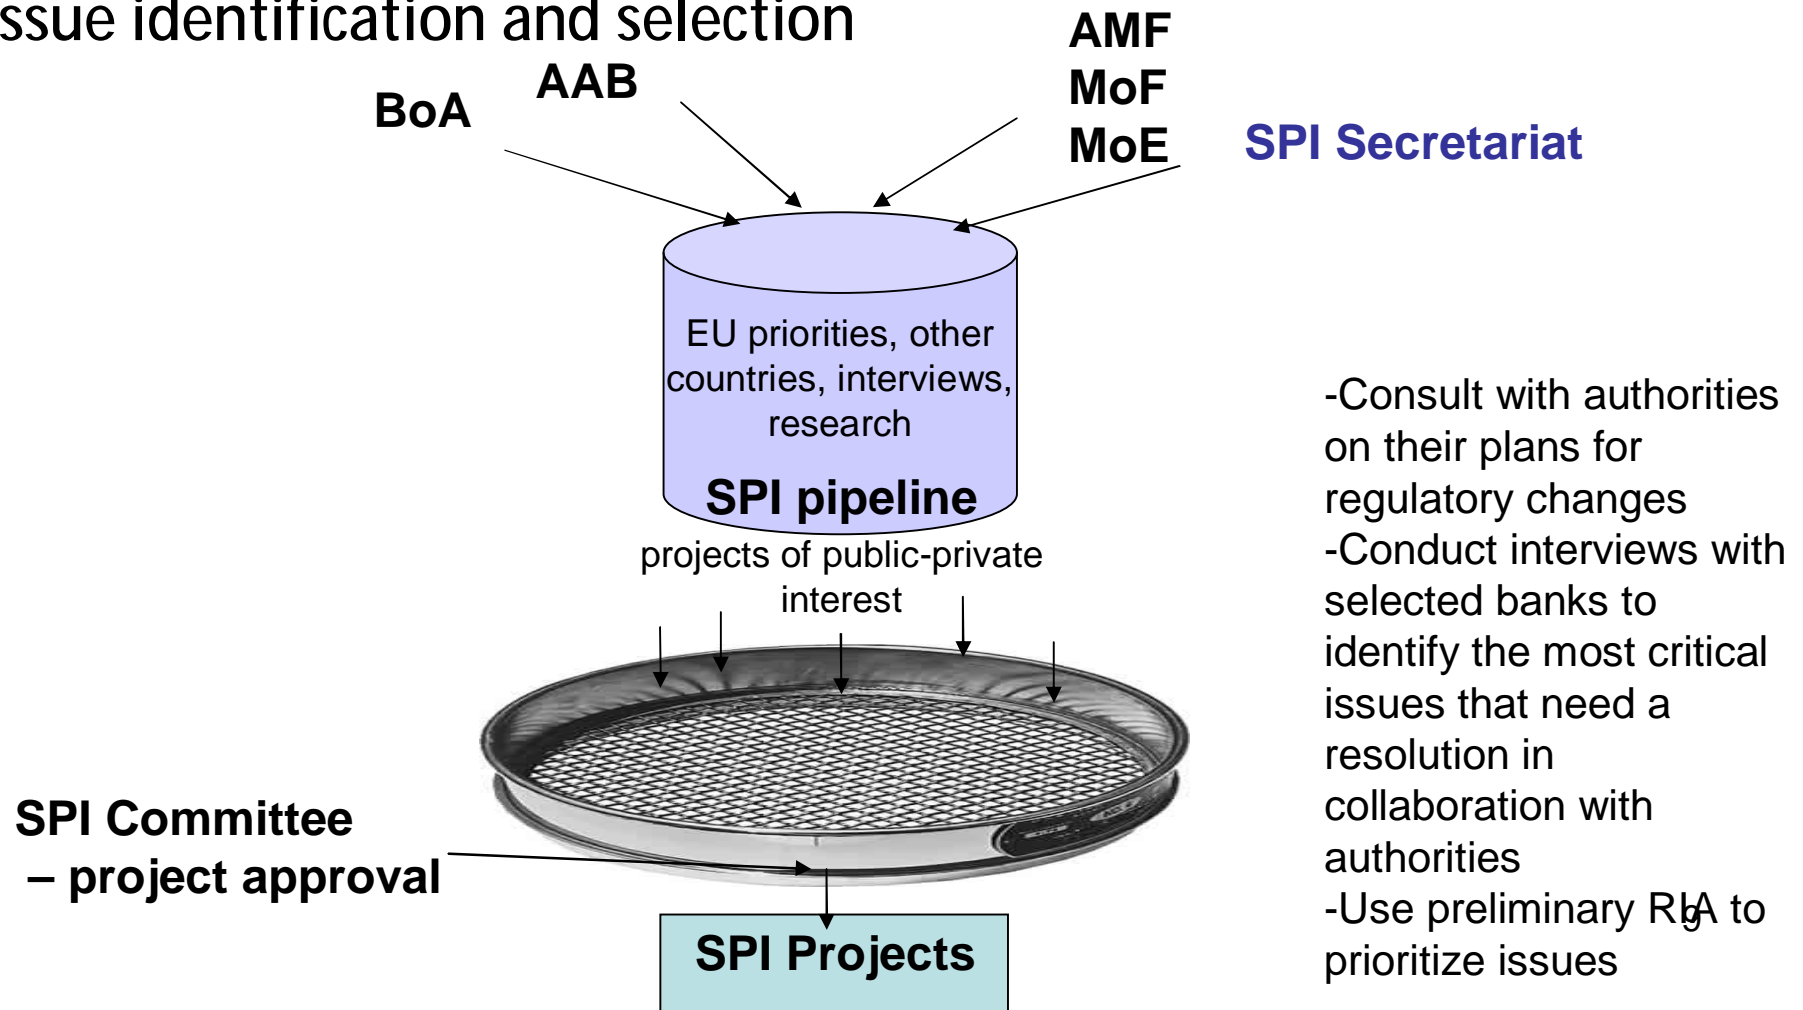 ssue identification and selection
BoA
AAB
AMF
MoF
MoE
SPI Secretariat
EU priorities, other
countries, interviews,
research
SPI pipeline
projects of public-private
interest
SPI Committee
– project approval
SPI Projects
-Consult with authorities
on their plans for
regulatory changes
-Conduct interviews with
selected banks to
identify the most critical
issues that need a
resolution in
collaboration with
authorities
-Use preliminary RIA to
prioritize issues
9